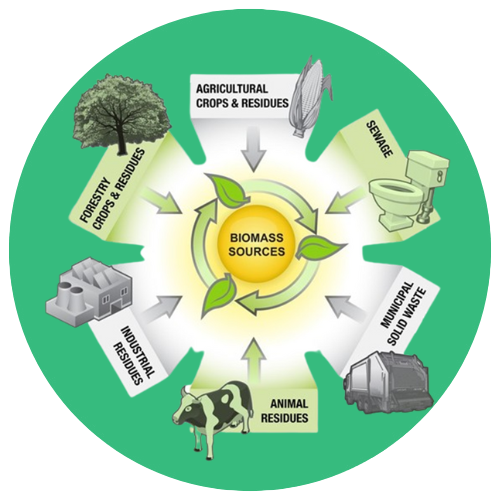 AGRICULTURAL
CROPS & RESIDUES
SEWAGE
FORESTRY
CROPS & RESIDUES
BIOMASS
SOURCES
MUNICIPAL
SOLID WASTE
INDUSTRIAL
RESIDUES
ANIMAL
RESIDUES